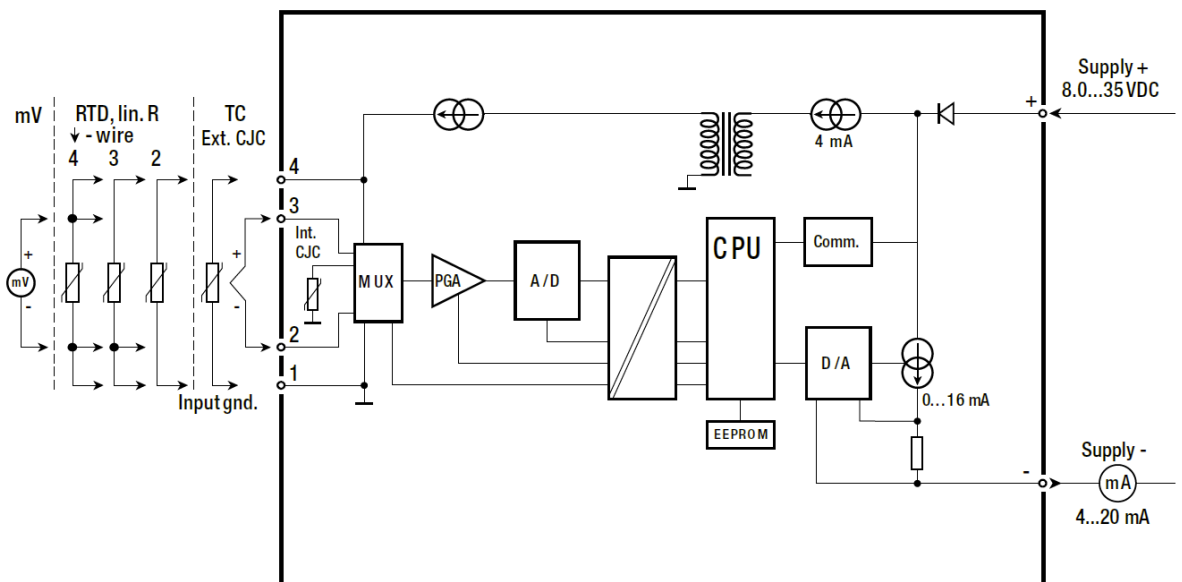 mV
RTD, lin. R
- wire
4 3 2
TC
Ext. CJC
+
mV
-
+
-
Input gnd.
4
3
Int.
CJC
2
1
MUX
PGA
A/D
CPU
EEPROM
Comm.
D/A
4 mA
0...16 mA
+
Supply +
8.0...35 VDC
-
Supply -
mA
4...20 mA